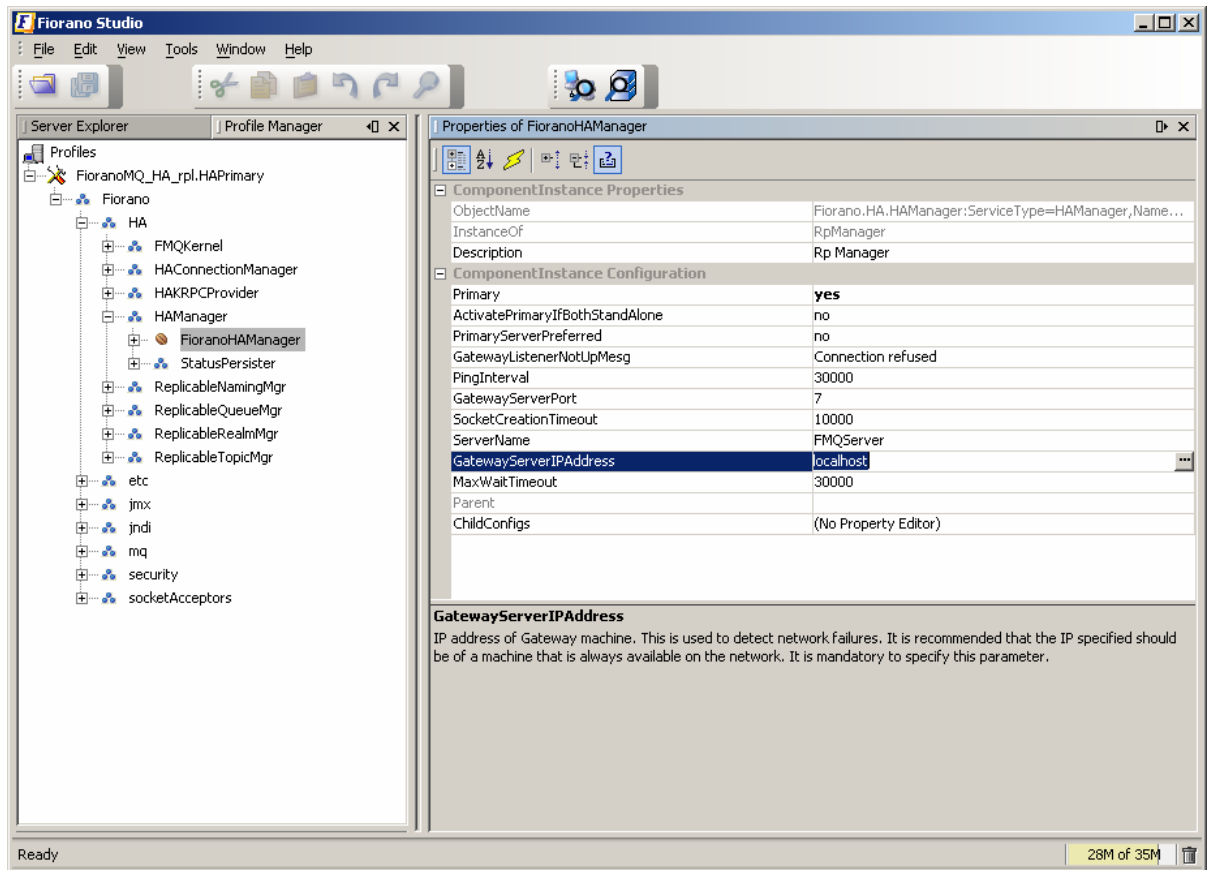 Fiorano Studio
File Edit View Tools Window Help
Server Explorer Profile Manager
Profiles
FioranoMQ_HA_rpl.HAPrimary
Fiorano
HA
FMQKernel
HAConnectionManager
HAKRPCProvider
HAManager
FioranoHAManager
StatusPersister
ReplicableNamingMgr
ReplicableQueueMgr
ReplicableRealmMgr
ReplicableTopicMgr
etc
jmx
jndi
mq
security
socketAcceptors
Properties of FioranoHAManager
ComponentInstance Properties
ObjectName Fiorano.HA.HAManager:ServiceType=HAManager,Name...
InstanceOf RpManager
Description Rp Manager
ComponentInstance Configuration
Primary yes
ActivatePrimaryIfBothStandAlone no
PrimaryServerPreferred no
GatewayListenerNotUpMesg Connection refused
PingInterval 30000
GatewayServerPort 7
SocketCreationTimeout 10000
ServerName FMQServer
GatewayServerIPAddress localhost ...
MaxWaitTimeout 30000
Parent
ChildConfigs (No Property Editor)
GatewayServerIPAddress
IP address of Gateway machine. This is used to detect network failures. It is recommended that the IP specified should
be of a machine that is always available on the network. It is mandatory to specify this parameter.
Ready 28M of 35M